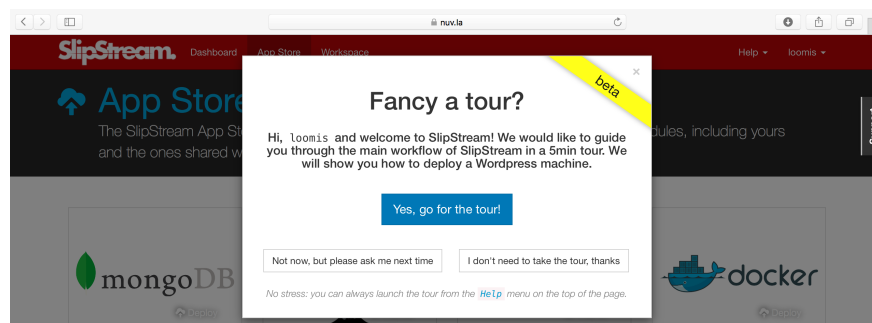 nuv.la
SlipStream. Dashboard App Store Workspace Help loomis
App Store
The SlipStream App St
dules, including yours
and the ones shared w
beta
×
Fancy a tour?
Hi, loomis and welcome to SlipStream! We would like to guide
you through the main workflow of SlipStream in a 5min tour. We
will show you how to deploy a Wordpress machine.
Yes, go for the tour!
Not now, but please ask me next time
I don't need to take the tour, thanks
No stress: you can always launch the tour from the Help menu on the top of the page.
Support
mongoDB
docker
Deploy
Deploy